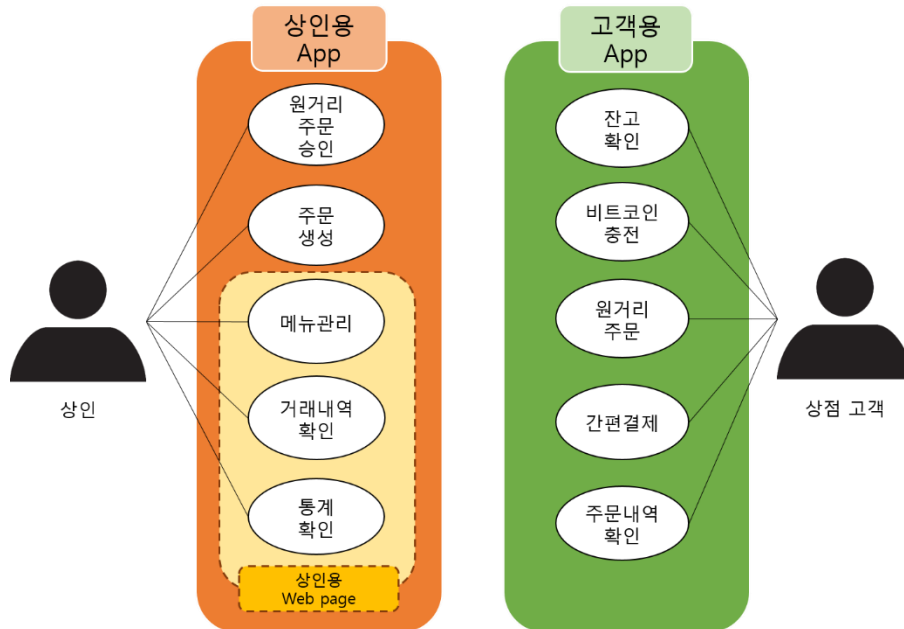 상인용
App
원거리
주문
승인
주문
생성
메뉴관리
거래내역
확인
통계
확인
상인용
Web page
상인
고객용
App
잔고
확인
비트코인
충전
원거리
주문
간편결제
주문내역
확인
상점 고객